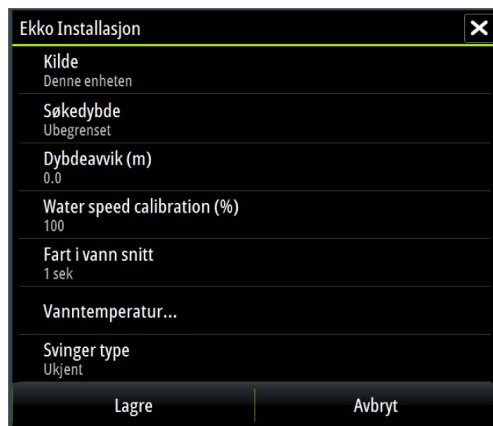 Ekko Installasjon
Kilde
Denne enheten
Søkedybde
Ubegrenset
Dybdeavvik (m)
0.0
Water speed calibration (%)
100
Fart i vann snitt
1 sek
Vanntemperatur...
Svinger type
Ukjent
Lagre
Avbryt